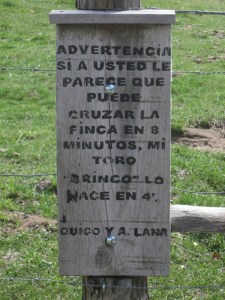 ADVERTENCIA
SI A USTED LE
PARECE QUE
PUEDE
CRUZAR LA
FINCA EN 8
MINUTOS, MI
TORO
"BRINCO" LO
HACE EN 4'.
QUICO Y A. LANA